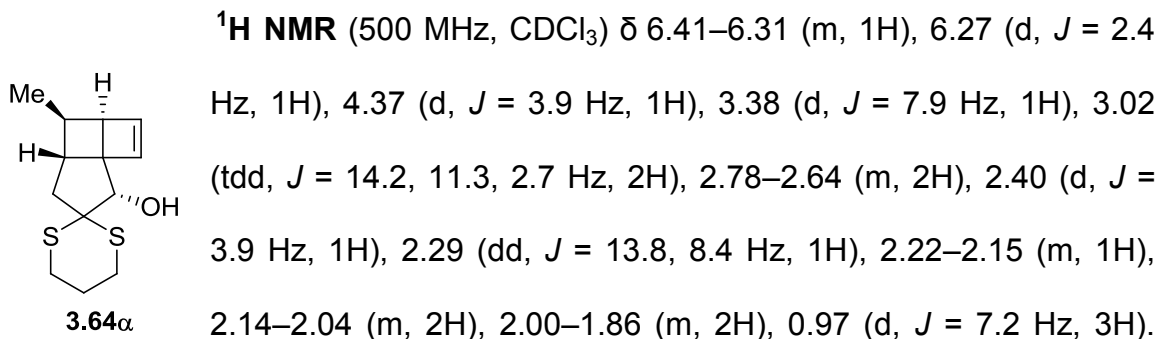 ¹H NMR (500 MHz, CDCl₃) δ 6.41–6.31 (m, 1H), 6.27 (d, J = 2.4
Hz, 1H), 4.37 (d, J = 3.9 Hz, 1H), 3.38 (d, J = 7.9 Hz, 1H), 3.02
(tdd, J = 14.2, 11.3, 2.7 Hz, 2H), 2.78–2.64 (m, 2H), 2.40 (d, J =
3.9 Hz, 1H), 2.29 (dd, J = 13.8, 8.4 Hz, 1H), 2.22–2.15 (m, 1H),
2.14–2.04 (m, 2H), 2.00–1.86 (m, 2H), 0.97 (d, J = 7.2 Hz, 3H).
H
Me
H
OH
S S
3.64α